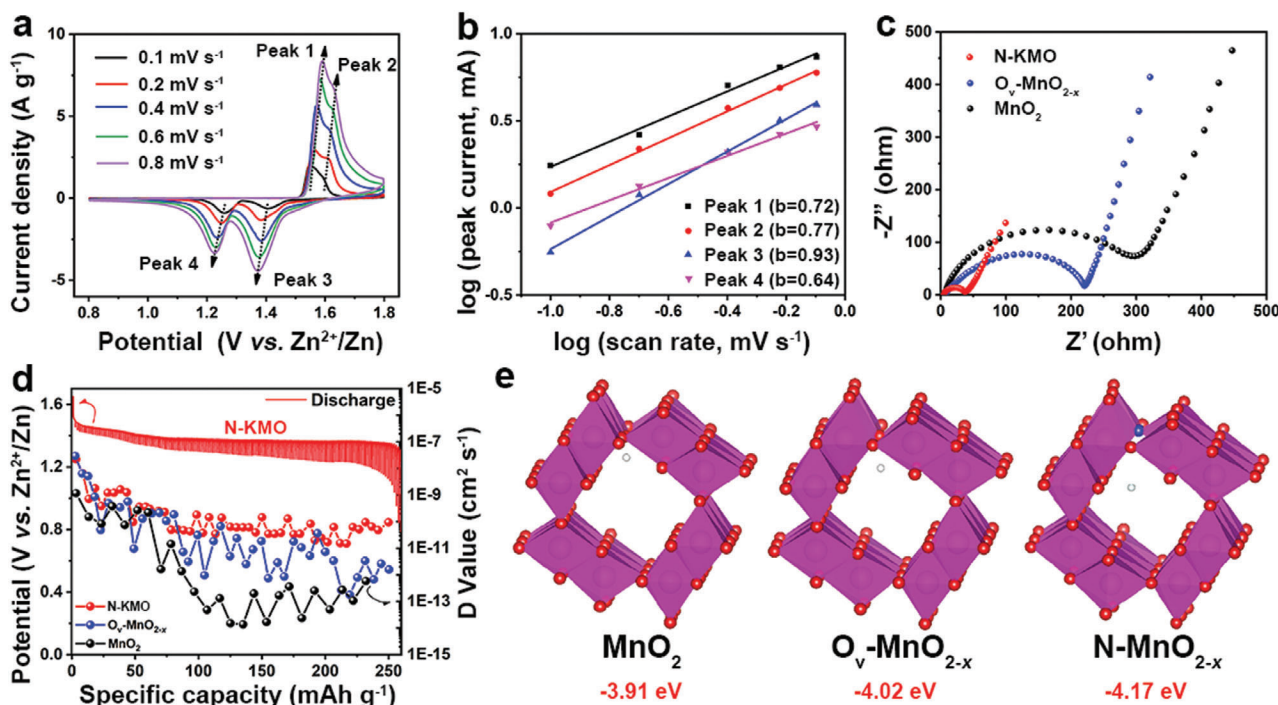 a
10
5
0
-5
0.8
1.0
1.2
1.4
1.6
1.8
Current density (A g⁻¹)
Potential (V vs. Zn²⁺/Zn)
0.1 mV s⁻¹
0.2 mV s⁻¹
0.4 mV s⁻¹
0.6 mV s⁻¹
0.8 mV s⁻¹
Peak 1
Peak 2
Peak 4
Peak 3
b
1.0
0.5
0.0
-0.5
-1.0
-0.8
-0.6
-0.4
-0.2
0.0
log (peak current, mA)
log (scan rate, mV s⁻¹)
Peak 1 (b=0.72)
Peak 2 (b=0.77)
Peak 3 (b=0.93)
Peak 4 (b=0.64)
c
500
400
300
200
100
0
0
100
200
300
400
500
-Z" (ohm)
Z' (ohm)
N-KMO
Oᵥ-MnO₂₋ₓ
MnO₂
d
1.6
1.2
0.8
0.4
0.0
0
50
100
150
200
250
1E-5
1E-7
1E-9
1E-11
1E-13
1E-15
Potential (V vs. Zn²⁺/Zn)
D Value (cm² s⁻¹)
Specific capacity (mAh g⁻¹)
Discharge
N-KMO
N-KMO
Oᵥ-MnO₂₋ₓ
MnO₂
e
MnO₂
-3.91 eV
Oᵥ-MnO₂₋ₓ
-4.02 eV
N-MnO₂₋ₓ
-4.17 eV